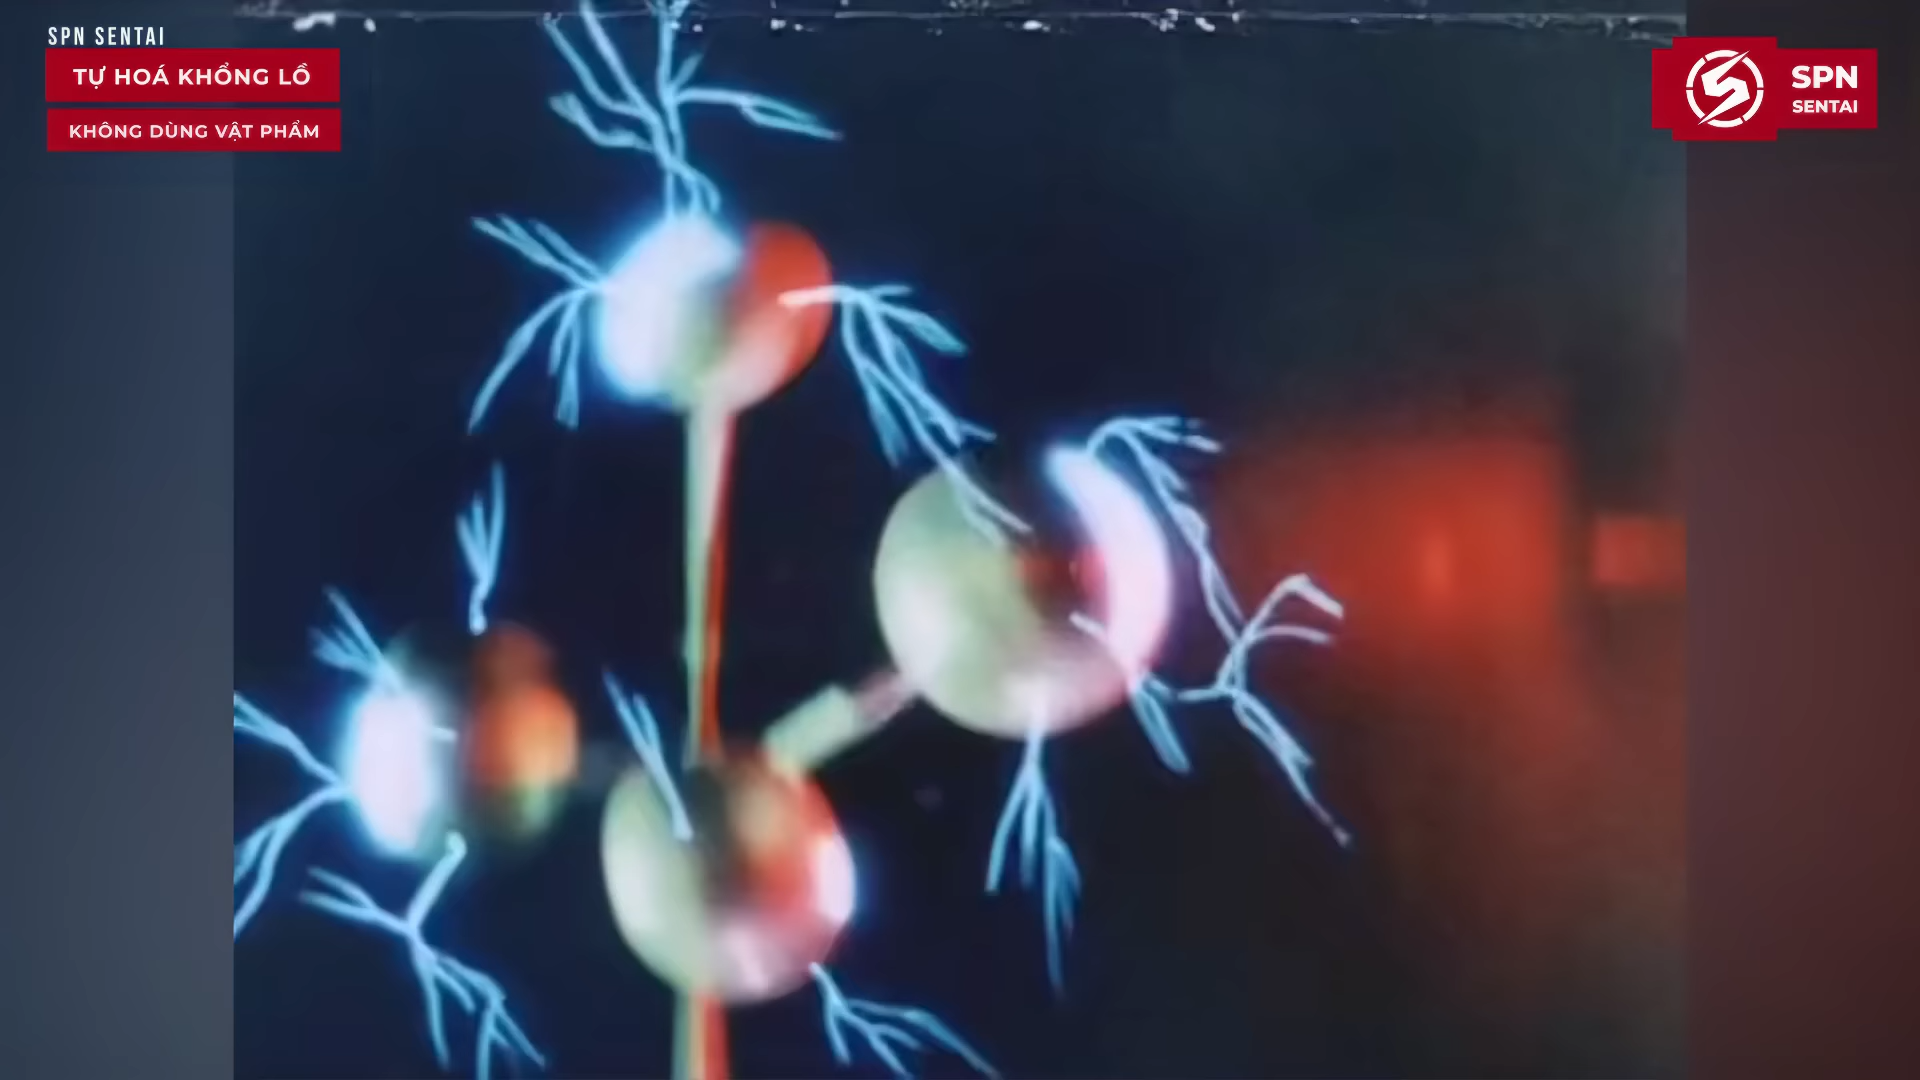 SPN SENTAI
TỰ HOÁ KHỔNG LỒ
KHÔNG DÙNG VẬT PHẨM
SPN
SENTAI